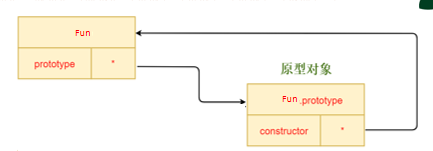 Fun
prototype *
原型对象
Fun.prototype
constructor *